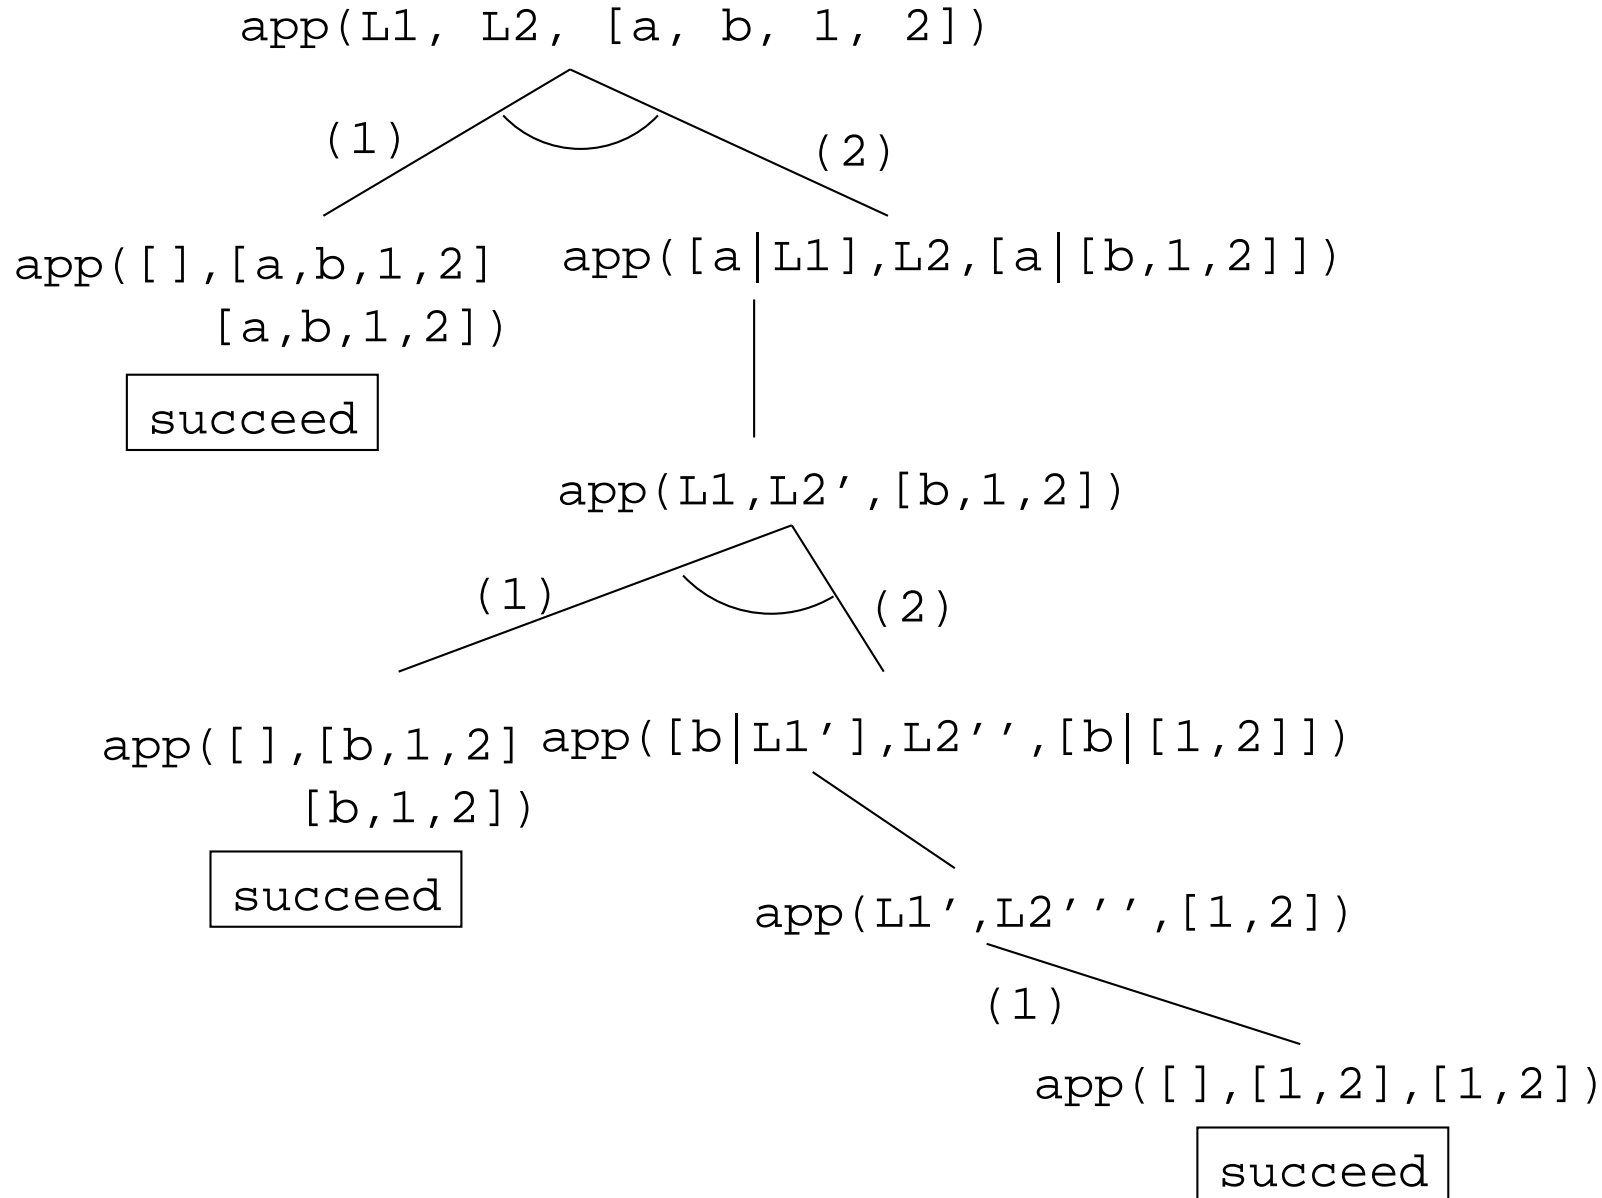 app(L1, L2, [a, b, 1, 2])
(1)
(2)
app([],[a,b,1,2]
[a,b,1,2])
succeed
app([a|L1],L2,[a|[b,1,2]])
app(L1,L2’,[b,1,2])
(1)
(2)
app([],[b,1,2]
[b,1,2])
succeed
app([b|L1’],L2’’,[b|[1,2]])
app(L1’,L2’’’,[1,2])
(1)
app([],[1,2],[1,2])
succeed